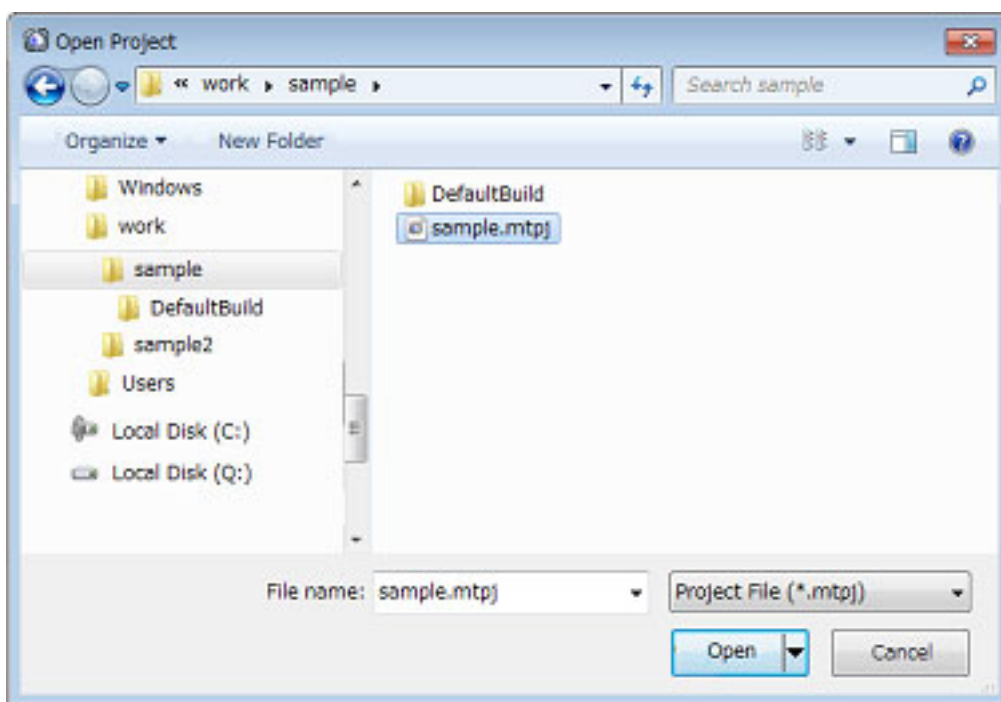 Open Project
« work ▸ sample ▸
Search sample
Organize
New Folder
Windows
work
sample
DefaultBuild
sample2
Users
Local Disk (C:)
Local Disk (Q:)
DefaultBuild
sample.mtpj
File name: sample.mtpj
Project File (*.mtpj)
Open
Cancel